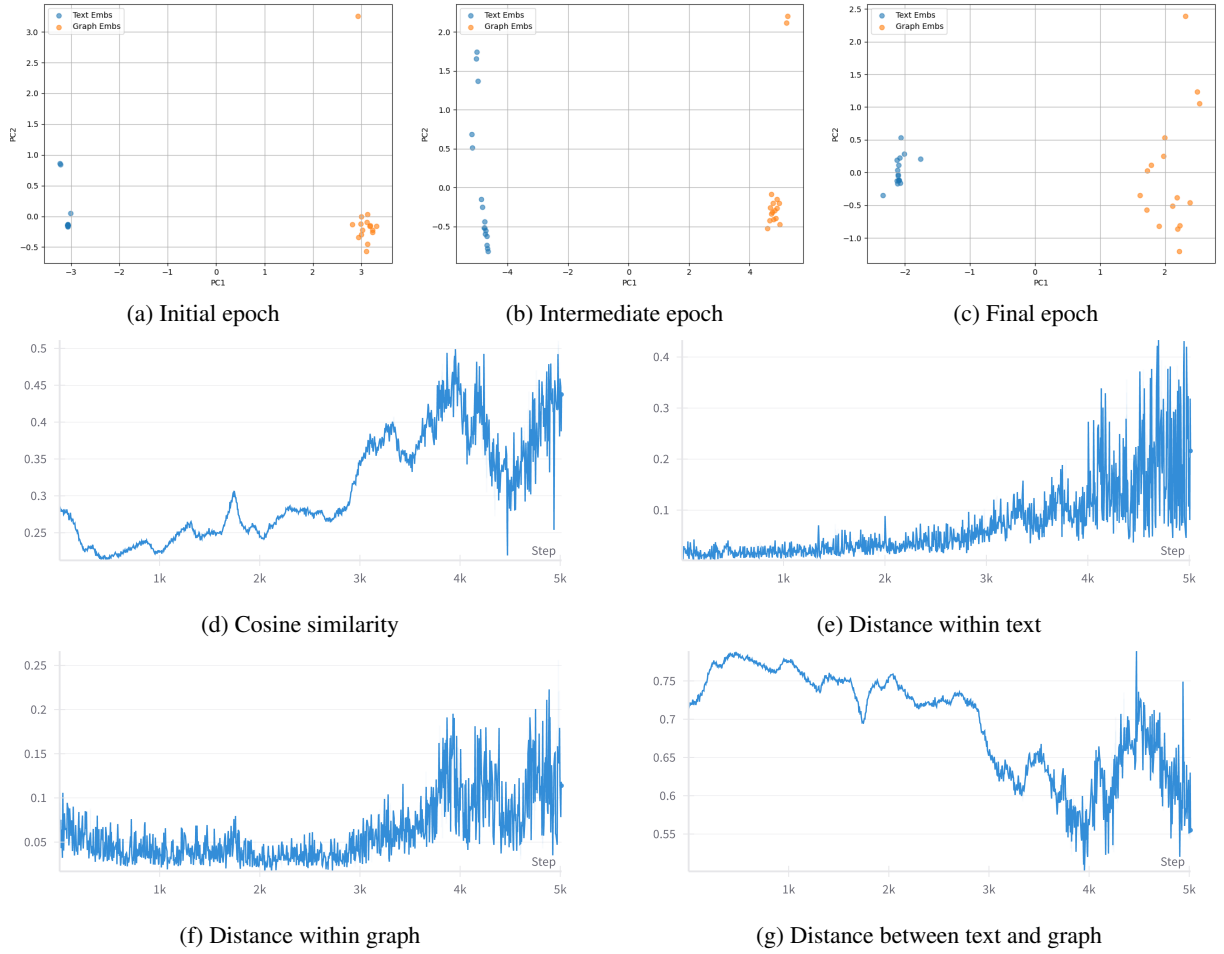 Text Embs
Graph Embs
3.0
2.5
2.0
1.5
1.0
0.5
0.0
−0.5
PC2
−3
−2
−1
0
1
2
3
PC1
(a) Initial epoch
Text Embs
Graph Embs
2.0
1.5
1.0
0.5
0.0
−0.5
PC2
−4
−2
0
2
4
PC1
(b) Intermediate epoch
Text Embs
Graph Embs
2.5
2.0
1.5
1.0
0.5
0.0
−0.5
−1.0
PC2
−2
−1
0
1
2
PC1
(c) Final epoch
0.5
0.45
0.4
0.35
0.3
0.25
Step
1k
2k
3k
4k
5k
(d) Cosine similarity
0.4
0.3
0.2
0.1
Step
1k
2k
3k
4k
5k
(e) Distance within text
0.25
0.2
0.15
0.1
0.05
Step
1k
2k
3k
4k
5k
(f) Distance within graph
0.75
0.7
0.65
0.6
0.55
Step
1k
2k
3k
4k
5k
(g) Distance between text and graph